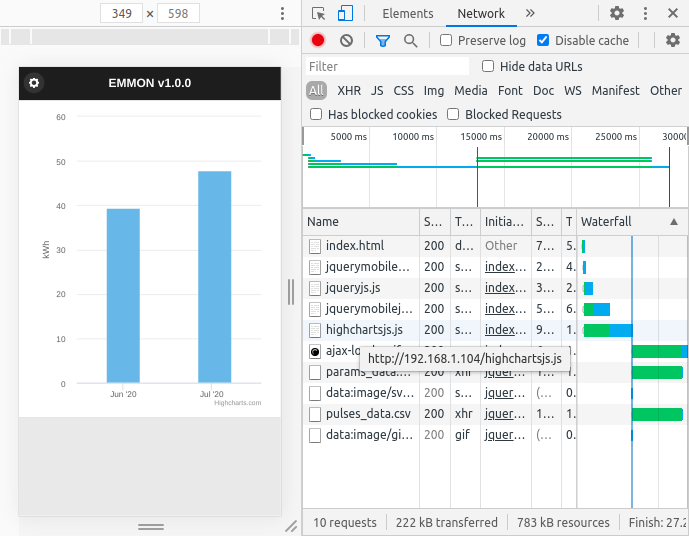 349 × 598
Elements Network »
Preserve log Disable cache
Filter Hide data URLs
All XHR JS CSS Img Media Font Doc WS Manifest Other
Has blocked cookies Blocked Requests
5000 ms 10000 ms 15000 ms 20000 ms 25000 ms 30000
EMMON v1.0.0
60
50
40
30
20
10
0
kWh
Jun '20 Jul '20
Highcharts.com
Name S... T... Initia... S... T Waterfall
index.html 200 d... Other 7... 5.
jquerymobile... 200 s... index... 2... 4.
jqueryjs.js 200 s... index... 3... 2.
jquerymobilej... 200 s... index... 5... 6.
highchartsjs.js 200 s... index... 9... 1.
http://192.168.1.104/highchartsjs.js
params_data.... 200 xhr jquer... 1... 1.
data:image/sv... 200 s... jquer... (... 0.
pulses_data.csv 200 xhr jquer... 1... 1.
data:image/gi... 200 gif jquer... (... 0.
10 requests 222 kB transferred 783 kB resources Finish: 27.2